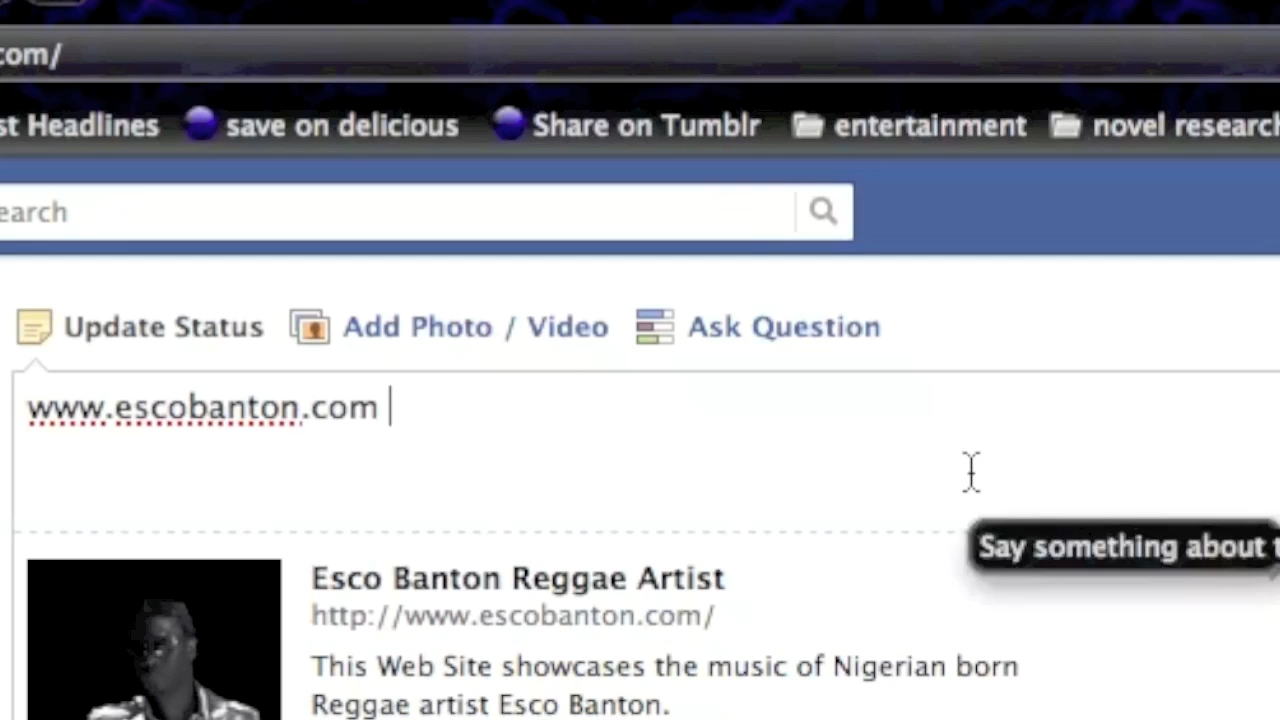 com/
st Headlines save on delicious Share on Tumblr entertainment novel research
earch
Update Status Add Photo / Video Ask Question
www.escobanton.com
Say something about t
Esco Banton Reggae Artist
http://www.escobanton.com/
This Web Site showcases the music of Nigerian born
Reggae artist Esco Banton.